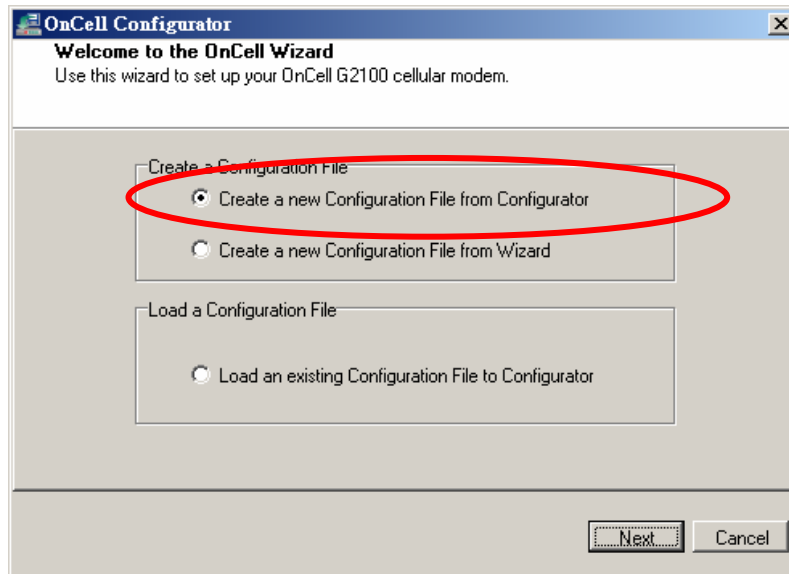 OnCell Configurator
Welcome to the OnCell Wizard
Use this wizard to set up your OnCell G2100 cellular modem.
Create a Configuration File
Create a new Configuration File from Configurator
Create a new Configuration File from Wizard
Load a Configuration File
Load an existing Configuration File to Configurator
Next
Cancel